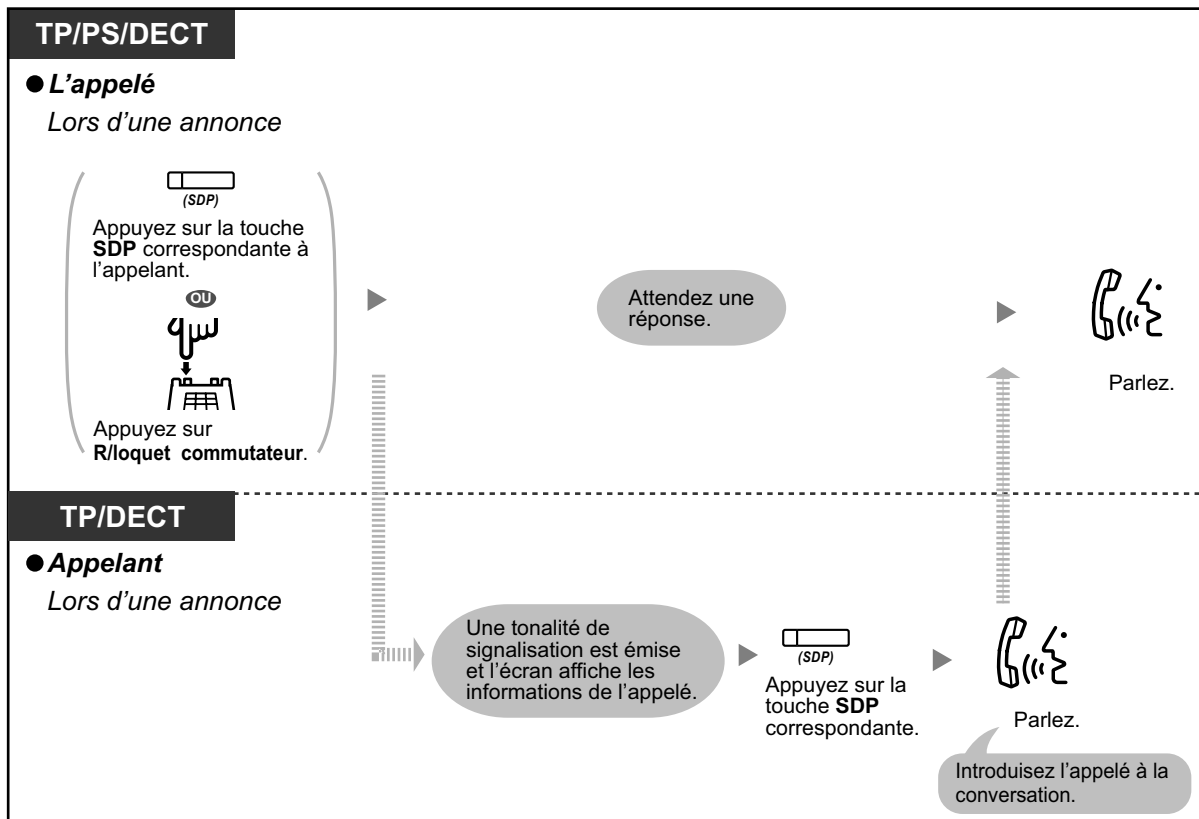 TP/PS/DECT
● L’appelé
Lors d’une annonce
(SDP)
Appuyez sur la touche
SDP correspondante à
l’appelant.
OU
Appuyez sur
R/loquet commutateur.
Attendez une
réponse.
Parlez.
TP/DECT
● Appelant
Lors d’une annonce
Une tonalité de
signalisation est émise
et l’écran affiche les
informations de l’appelé.
(SDP)
Appuyez sur la
touche SDP
correspondante.
Parlez.
Introduisez l’appelé à la
conversation.